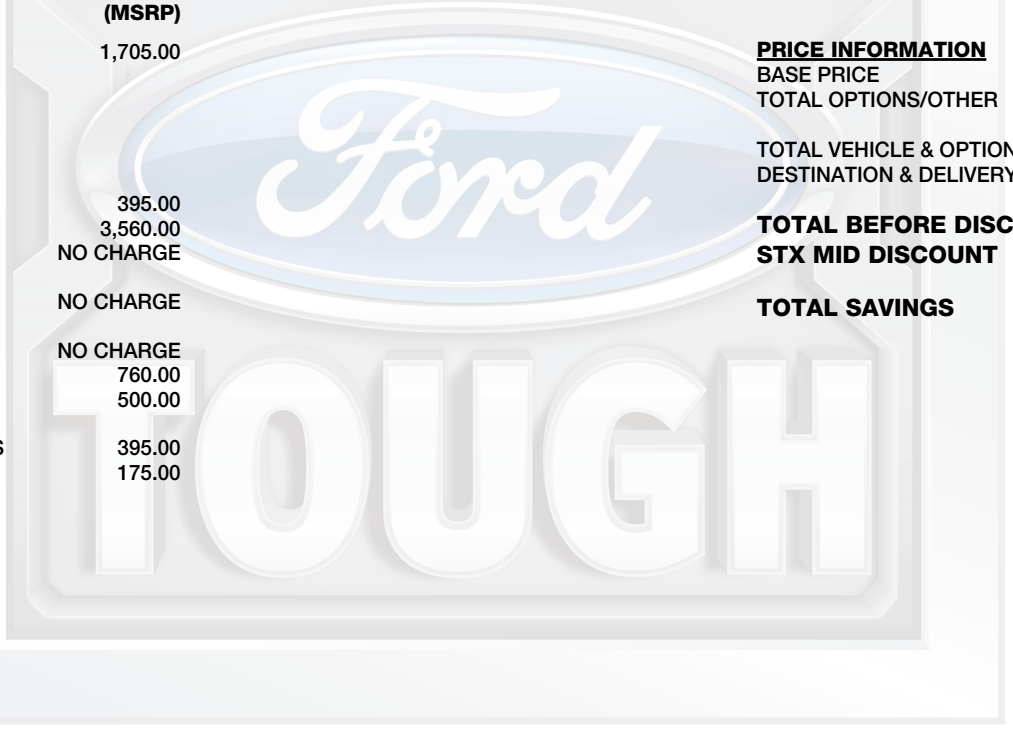 (MSRP)
1,705.00
395.00
3,560.00
NO CHARGE
NO CHARGE
NO CHARGE
760.00
500.00
S
395.00
175.00
PRICE INFORMATION
BASE PRICE
TOTAL OPTIONS/OTHER
TOTAL VEHICLE & OPTION
DESTINATION & DELIVERY
TOTAL BEFORE DISC
STX MID DISCOUNT
TOTAL SAVINGS
Ford
TOUGH